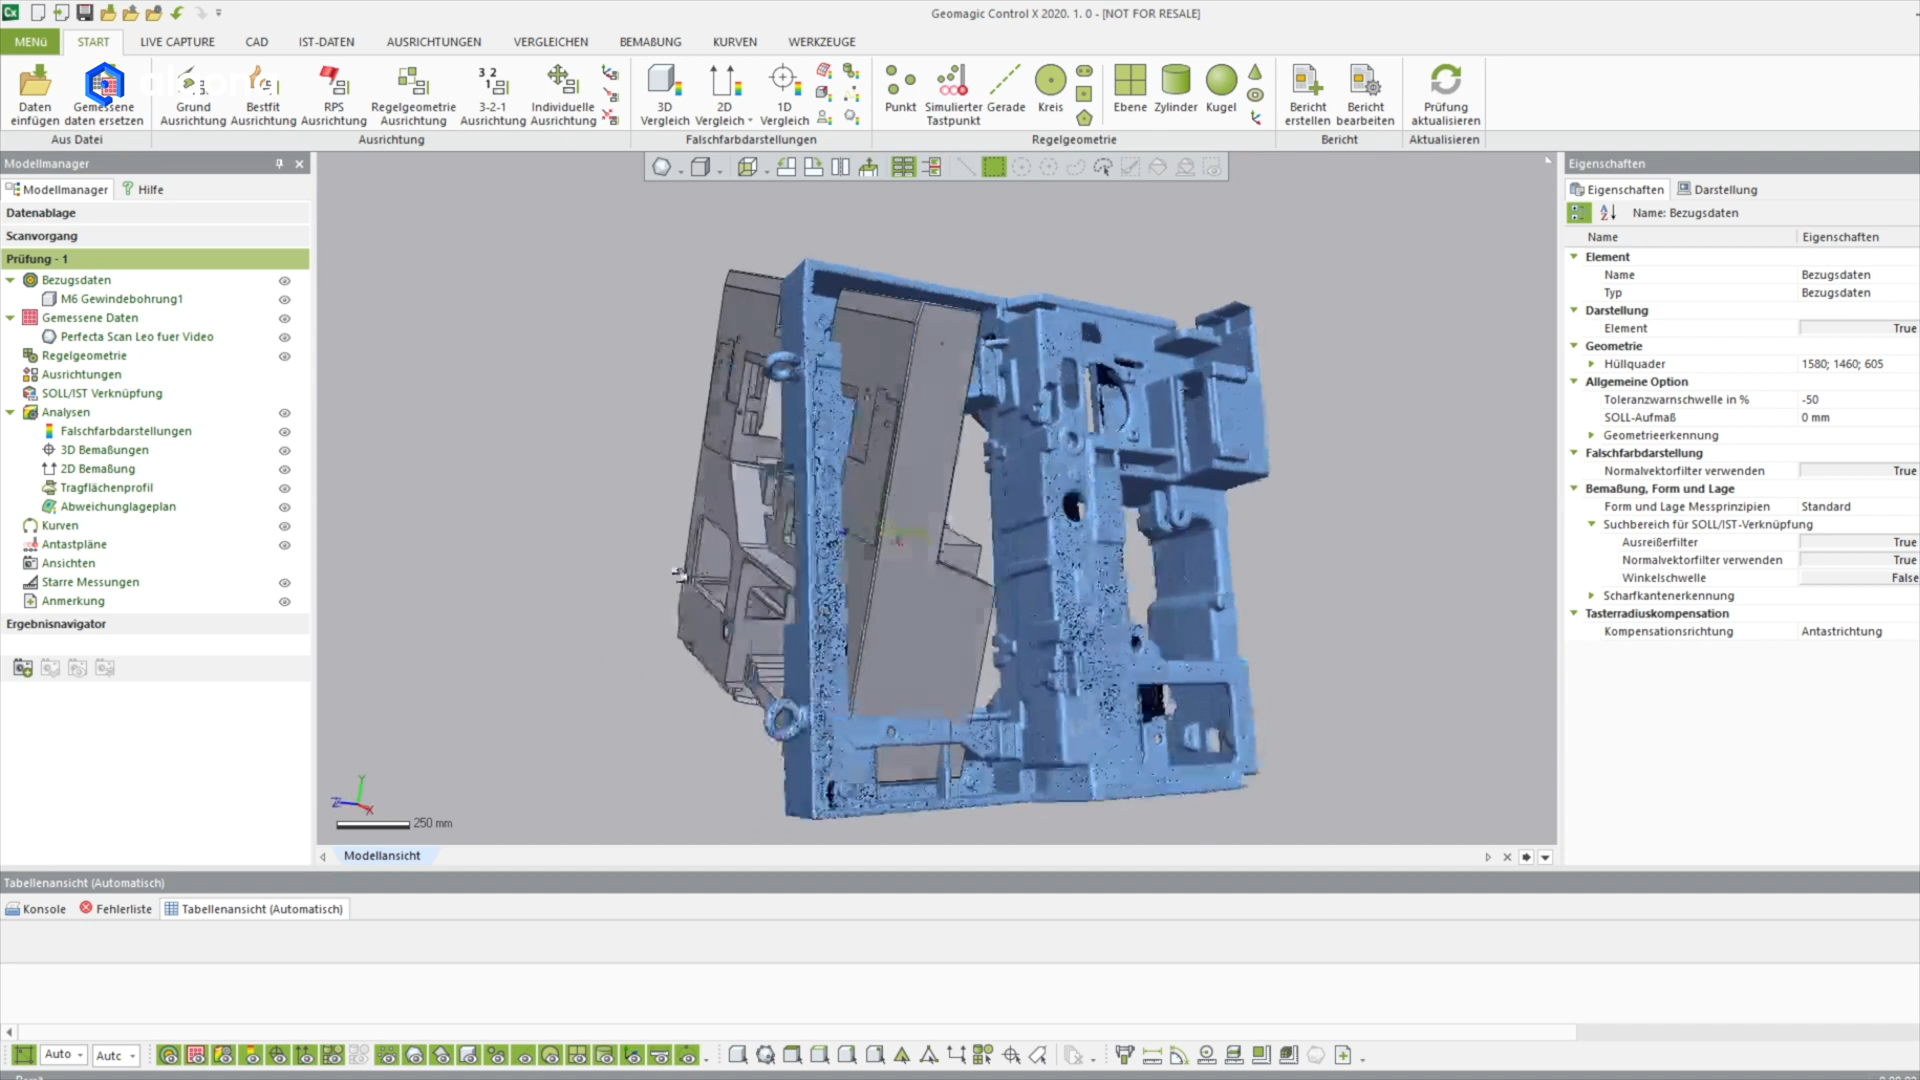 Geomagic Control X 2020. 1. 0 - [NOT FOR RESALE]
MENü START LIVE CAPTURE CAD IST-DATEN AUSRICHTUNGEN VERGLEICHEN BEMAßUNG KURVEN WERKZEUGE
Daten einfügen
Gemessene daten ersetzen
Grund Ausrichtung
Bestfit Ausrichtung
RPS Ausrichtung
Regelgeometrie Ausrichtung
3-2-1 Ausrichtung
Individuelle Ausrichtung
3D Vergleich
2D Vergleich
1D Vergleich
Punkt
Simulierter Tastpunkt
Gerade
Kreis
Ebene
Zylinder
Kugel
Bericht erstellen
Bericht bearbeiten
Prüfung aktualisieren
Aus Datei Ausrichtung Falschfarbdarstellungen Regelgeometrie Bericht Aktualisieren
Modellmanager
Modellmanager Hilfe
Datenablage
Scanvorgang
Prüfung - 1
Bezugsdaten
M6 Gewindebohrung1
Gemessene Daten
Perfecta Scan Leo fuer Video
Regelgeometrie
Ausrichtungen
SOLL/IST Verknüpfung
Analysen
Falschfarbdarstellungen
3D Bemaßungen
2D Bemaßung
Tragflächenprofil
Abweichunglageplan
Kurven
Antastpläne
Ansichten
Starre Messungen
Anmerkung
Ergebnisnavigator
Y
Z
X
250 mm
Modellansicht
Eigenschaften
Eigenschaften Darstellung
Name: Bezugsdaten
Name Eigenschaften
Element
Name Bezugsdaten
Typ Bezugsdaten
Darstellung
Element True
Geometrie
Hüllquader 1580; 1460; 605
Allgemeine Option
Toleranzwarnschwelle in % -50
SOLL-Aufmaß 0 mm
Geometrieerkennung
Falschfarbdarstellung
Normalvektorfilter verwenden True
Bemaßung, Form und Lage
Form und Lage Messprinzipien Standard
Suchbereich für SOLL/IST-Verknüpfung
Ausreißerfilter True
Normalvektorfilter verwenden True
Winkelschwelle False
Scharfkantenerkennung
Tasterradiuskompensation
Kompensationsrichtung Antastrichtung
Tabellenansicht (Automatisch)
Konsole Fehlerliste Tabellenansicht (Automatisch)
Auto Autc